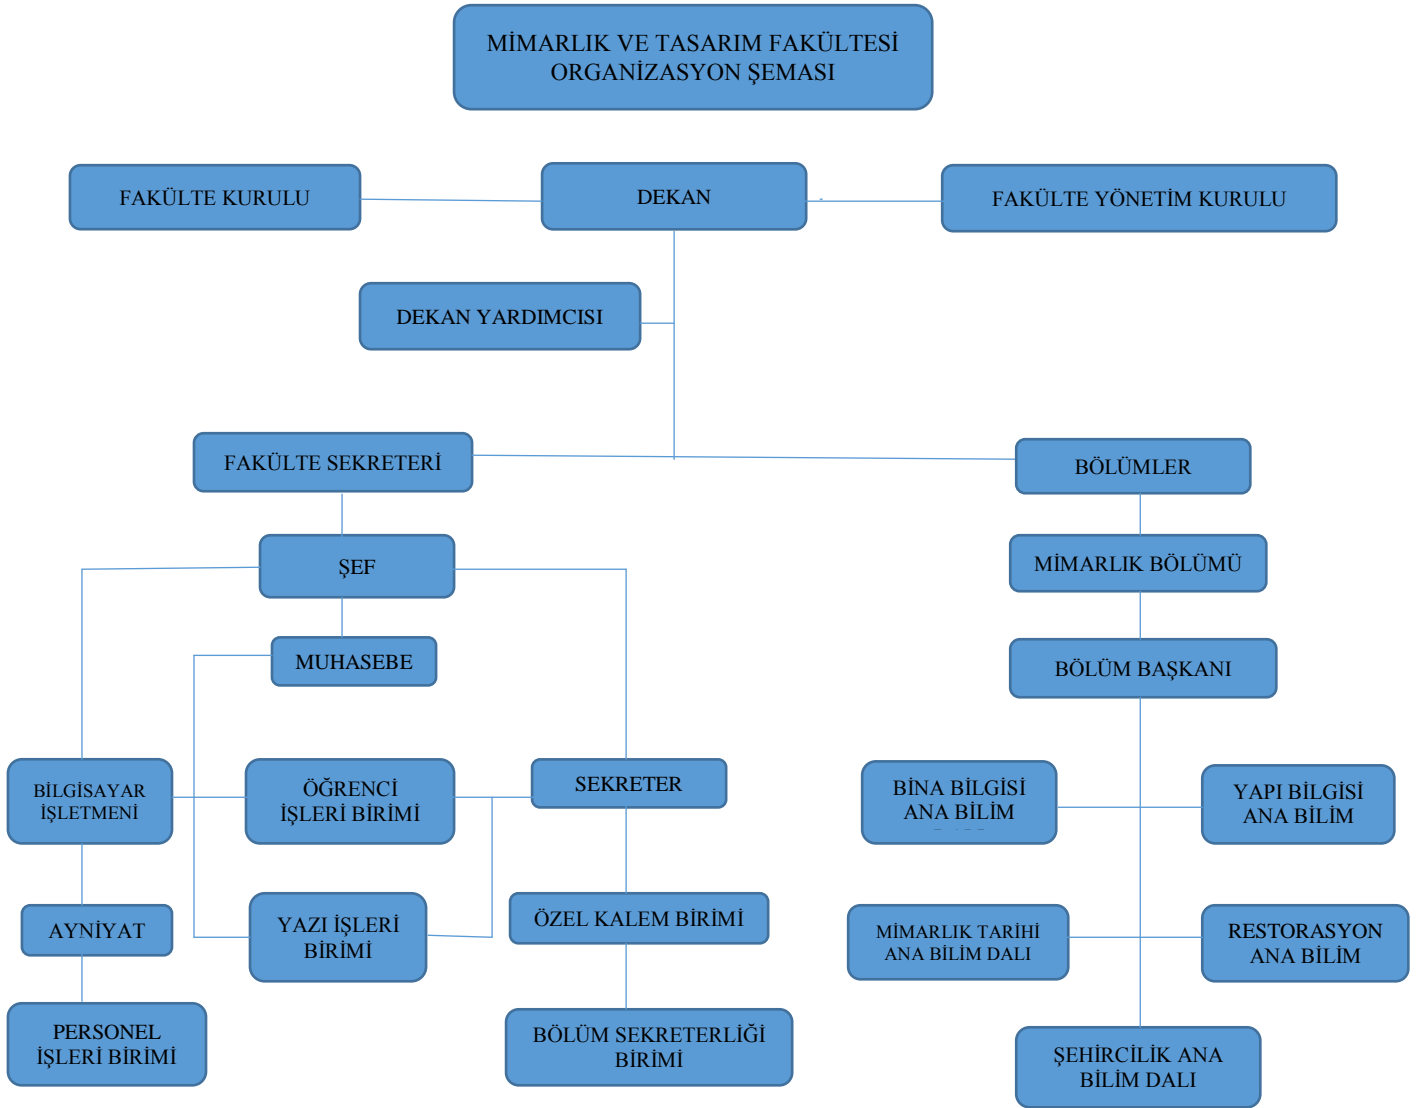 MİMARLIK VE TASARIM FAKÜLTESİ
ORGANİZASYON ŞEMASI
FAKÜLTE KURULU
DEKAN
FAKÜLTE YÖNETİM KURULU
DEKAN YARDIMCISI
FAKÜLTE SEKRETERİ
BÖLÜMLER
ŞEF
MİMARLIK BÖLÜMÜ
MUHASEBE
BÖLÜM BAŞKANI
BİLGİSAYAR
İŞLETMENİ
ÖĞRENCİ
İŞLERİ BİRİMİ
SEKRETER
BİNA BİLGİSİ
ANA BİLİM
YAPI BİLGİSİ
ANA BİLİM
AYNİYAT
YAZI İŞLERİ
BİRİMİ
ÖZEL KALEM BİRİMİ
MİMARLIK TARİHİ
ANA BİLİM DALI
RESTORASYON
ANA BİLİM
PERSONEL
İŞLERİ BİRİMİ
BÖLÜM SEKRETERLİĞİ
BİRİMİ
ŞEHİRCİLİK ANA
BİLİM DALI